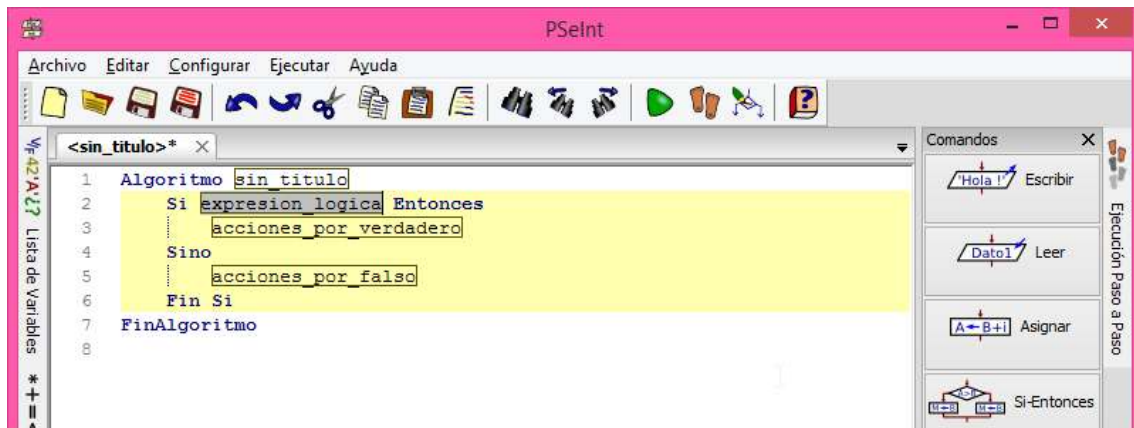 PSeInt
Archivo Editar Configurar Ejecutar Ayuda
<sin_titulo>* Comandos
1 Algoritmo sin_titulo
2 Si expresion_logica Entonces
3 acciones_por_verdadero
4 Sino
5 acciones_por_falso
6 Fin Si
7 FinAlgoritmo
8
'Hola !' Escribir
Dato1 Leer
A←B+i Asignar
A>B M←B M←B Si-Entonces
V/F 42 'A' ¿? Lista de Variables
* + = <
Ejecución Paso a Paso